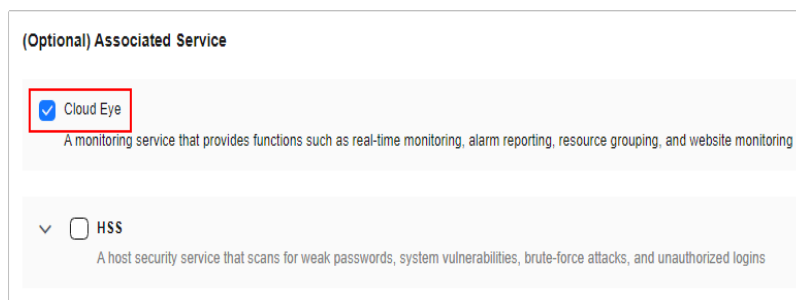 (Optional) Associated Service
Cloud Eye
A monitoring service that provides functions such as real-time monitoring, alarm reporting, resource grouping, and website monitoring
HSS
A host security service that scans for weak passwords, system vulnerabilities, brute-force attacks, and unauthorized logins